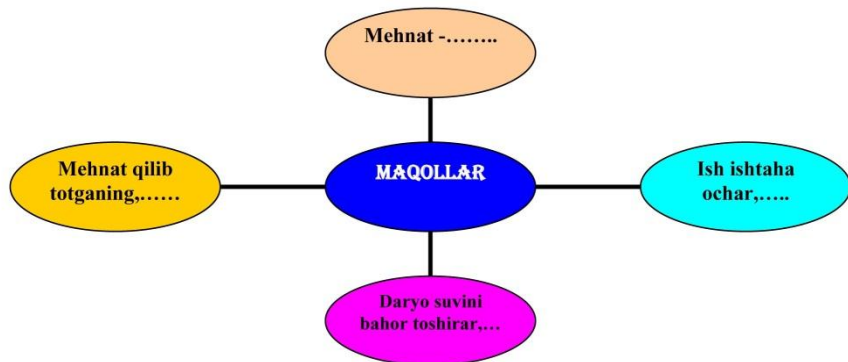 Mehnat -……..
Mehnat qilib
totganing,……
MAQOLLAR
Ish ishtaha
ochar,…..
Daryo suvini
bahor toshirar,…